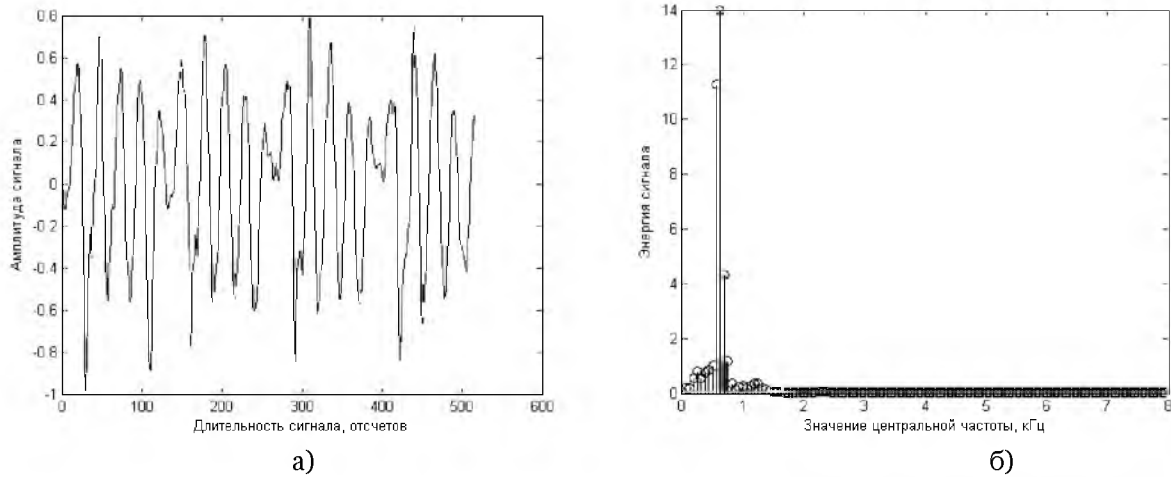 0.8
0.6
0.4
0.2
0
-0.2
-0.4
-0.6
-0.8
-1
Амплитуда сигнала
0 100 200 300 400 500 600
Длительность сигнала, отсчетов
а)
14
12
10
8
6
4
2
0
Энергия сигнала
0 1 2 3 4 5 6 7 8
Значение центральной частоты, кГц
б)